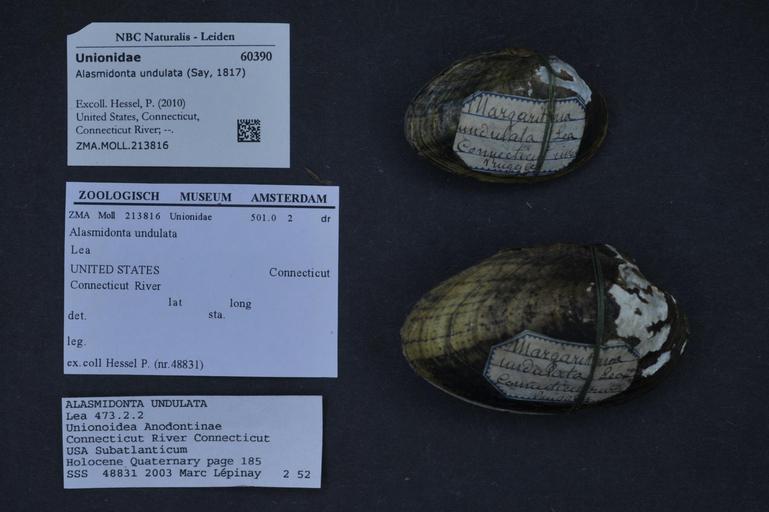 NBC Naturalis - Leiden
Unionidae 60390
Alasmidonta undulata (Say, 1817)
Excoll. Hessel, P. (2010)
United States, Connecticut,
Connecticut River; --.
ZMA.MOLL.213816
ZOOLOGISCH MUSEUM AMSTERDAM
ZMA Moll 213816 Unionidae 501.0 2 dr
Alasmidonta undulata
Lea
UNITED STATES Connecticut
Connecticut River
lat long
det. sta.
leg.
ex.coll Hessel P. (nr.48831)
ALASMIDONTA UNDULATA
Lea 473.2.2
Unionoidea Anodontinae
Connecticut River Connecticut
USA Subatlanticum
Holocene Quaternary page 185
SSS 48831 2003 Marc Lépinay 2 52
Margaritana
undulata Lea
Connecticut
Margaritana
undulata Lea
Connecticut